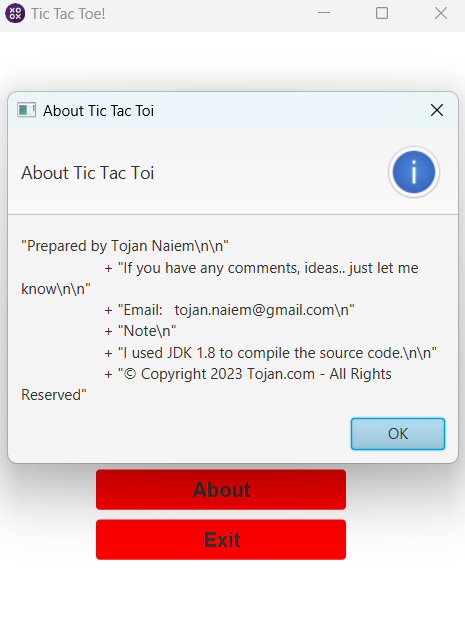 XO
OX
Tic Tac Toe!
About Tic Tac Toi
About Tic Tac Toi
i
"Prepared by Tojan Naiem\n\n"
+ "If you have any comments, ideas.. just let me
know\n\n"
+ "Email:   tojan.naiem@gmail.com\n"
+ "Note\n"
+ "I used JDK 1.8 to compile the source code.\n\n"
+ "© Copyright 2023 Tojan.com - All Rights
Reserved"
OK
About
Exit